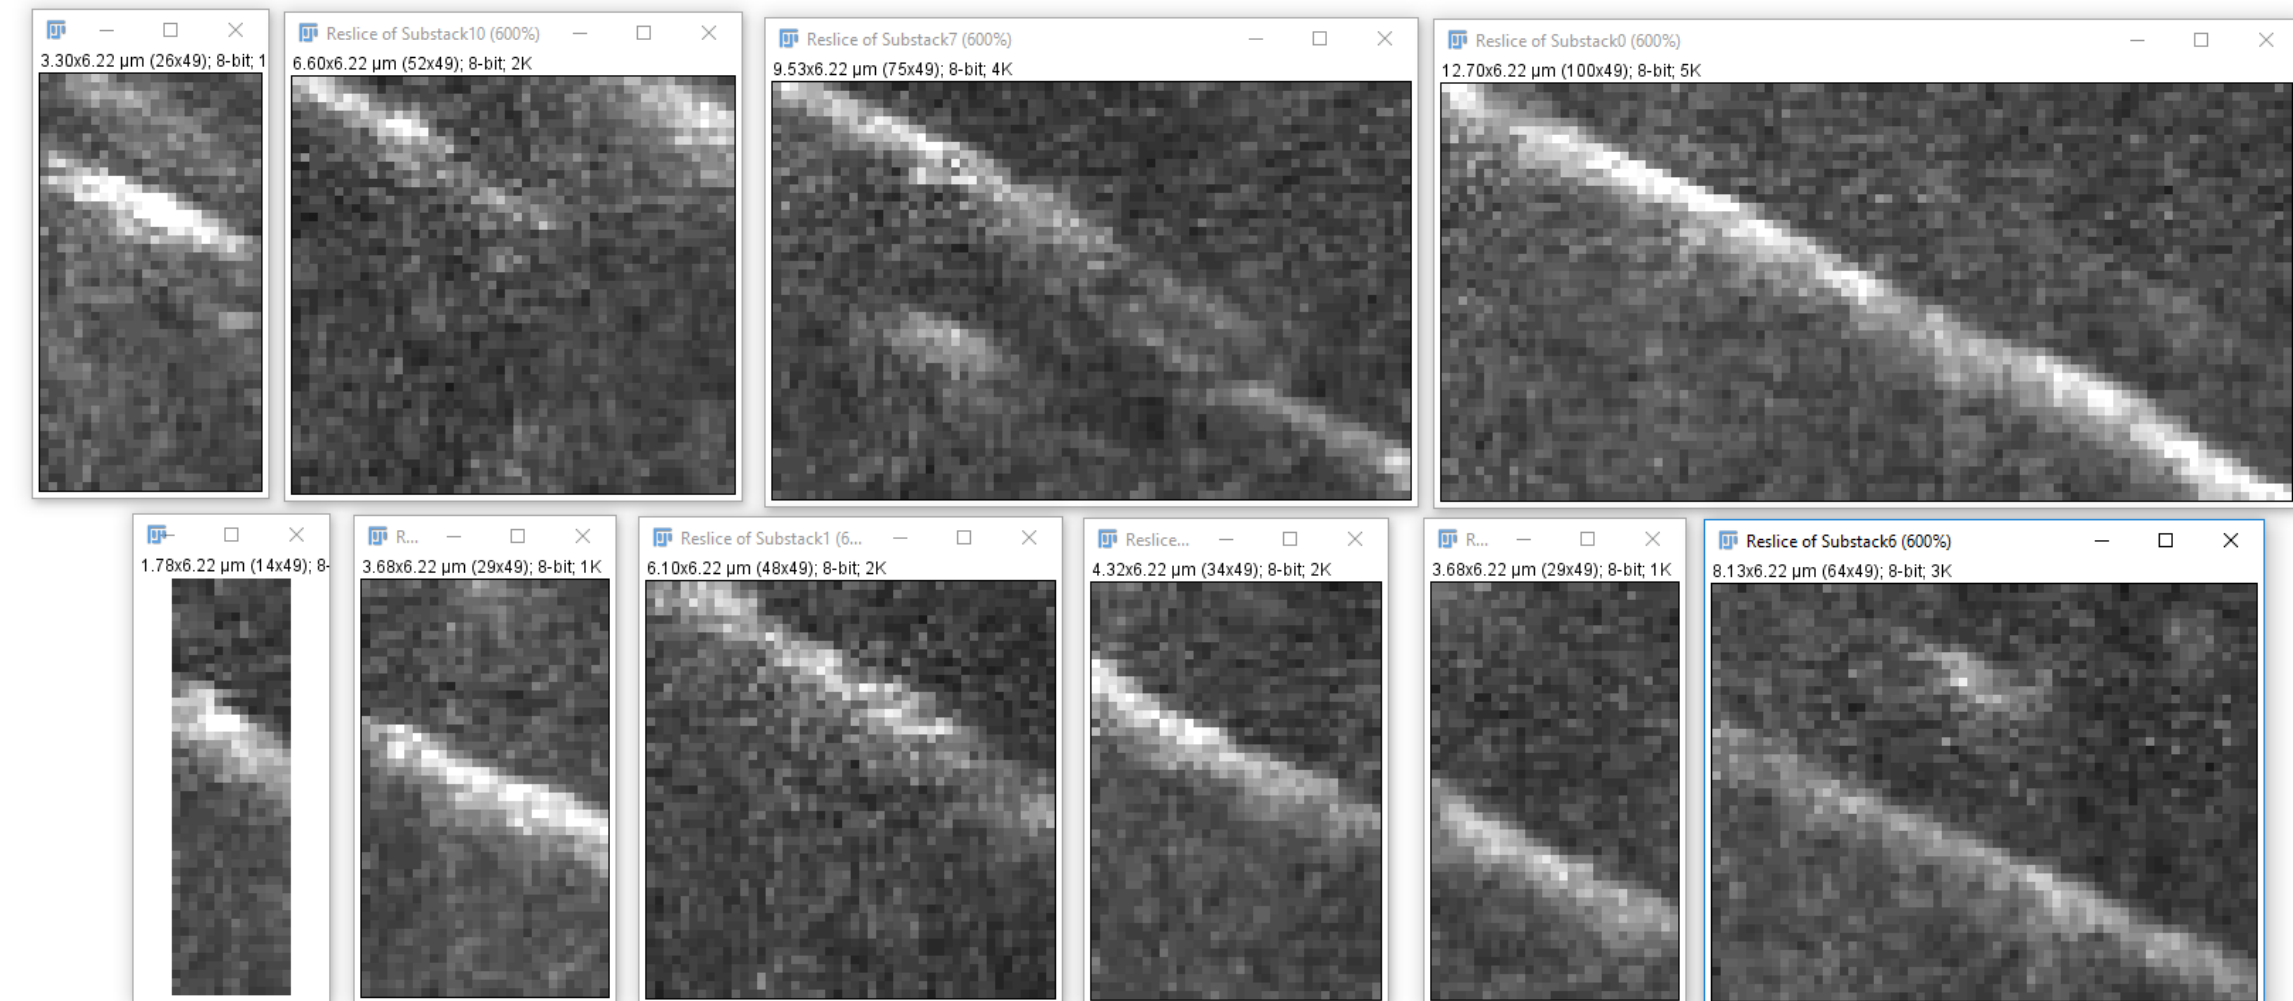 3.30x6.22 µm (26x49); 8-bit; 1
Reslice of Substack10 (600%)
6.60x6.22 µm (52x49); 8-bit; 2K
Reslice of Substack7 (600%)
9.53x6.22 µm (75x49); 8-bit; 4K
Reslice of Substack0 (600%)
12.70x6.22 µm (100x49); 8-bit; 5K
1.78x6.22 µm (14x49); 8-
R...
3.68x6.22 µm (29x49); 8-bit; 1K
Reslice of Substack1 (6...
6.10x6.22 µm (48x49); 8-bit; 2K
Reslice...
4.32x6.22 µm (34x49); 8-bit; 2K
R...
3.68x6.22 µm (29x49); 8-bit; 1K
Reslice of Substack6 (600%)
8.13x6.22 µm (64x49); 8-bit; 3K